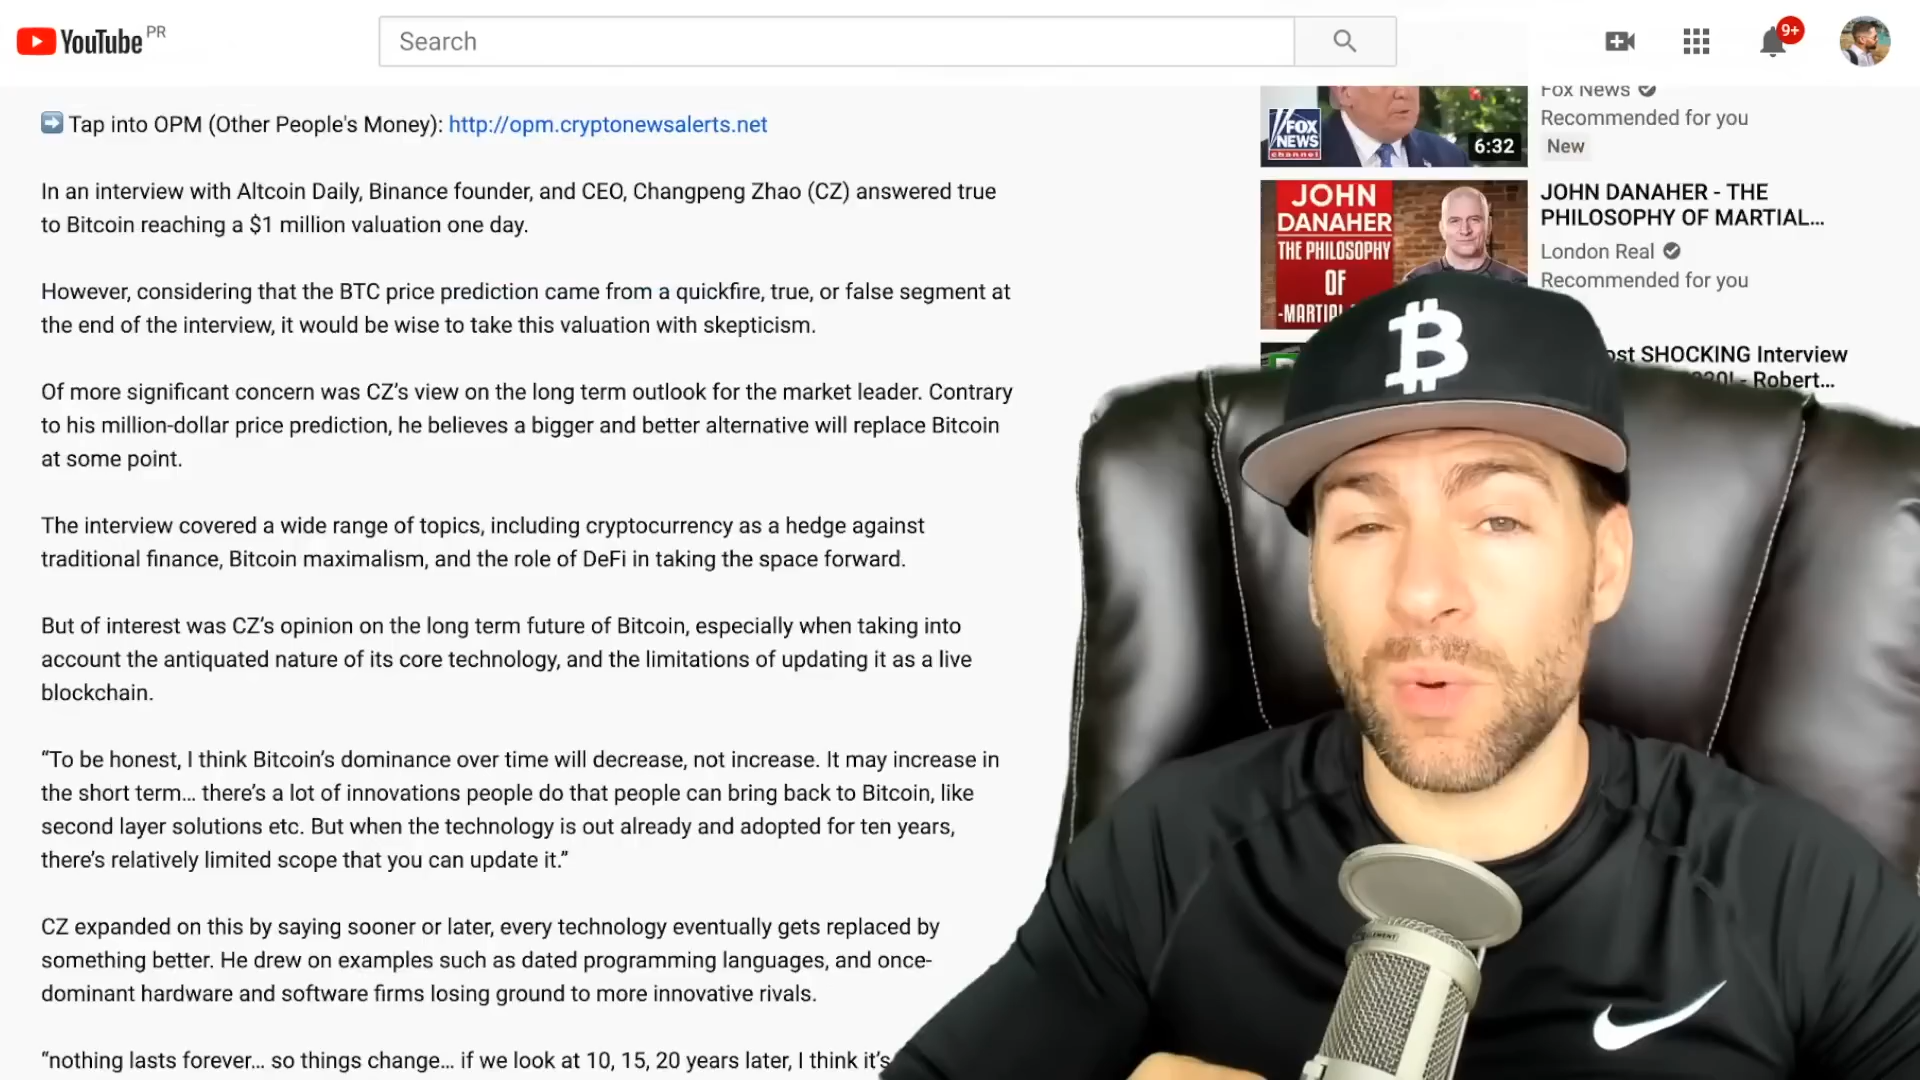 YouTube PR
Search
9+
➡ Tap into OPM (Other People's Money): http://opm.cryptonewsalerts.net
In an interview with Altcoin Daily, Binance founder, and CEO, Changpeng Zhao (CZ) answered true
to Bitcoin reaching a $1 million valuation one day.
However, considering that the BTC price prediction came from a quickfire, true, or false segment at
the end of the interview, it would be wise to take this valuation with skepticism.
Of more significant concern was CZ’s view on the long term outlook for the market leader. Contrary
to his million-dollar price prediction, he believes a bigger and better alternative will replace Bitcoin
at some point.
The interview covered a wide range of topics, including cryptocurrency as a hedge against
traditional finance, Bitcoin maximalism, and the role of DeFi in taking the space forward.
But of interest was CZ’s opinion on the long term future of Bitcoin, especially when taking into
account the antiquated nature of its core technology, and the limitations of updating it as a live
blockchain.
“To be honest, I think Bitcoin’s dominance over time will decrease, not increase. It may increase in
the short term… there’s a lot of innovations people do that people can bring back to Bitcoin, like
second layer solutions etc. But when the technology is out already and adopted for ten years,
there’s relatively limited scope that you can update it.”
CZ expanded on this by saying sooner or later, every technology eventually gets replaced by
something better. He drew on examples such as dated programming languages, and once-
dominant hardware and software firms losing ground to more innovative rivals.
“nothing lasts forever… so things change… if we look at 10, 15, 20 years later, I think it’s
FOX
NEWS
channel
6:32
Fox News
Recommended for you
New
JOHN
DANAHER
THE PHILOSOPHY
OF
-MARTIAL
JOHN DANAHER - THE
PHILOSOPHY OF MARTIAL...
London Real
Recommended for you
SHOCKING Interview
- Robert...